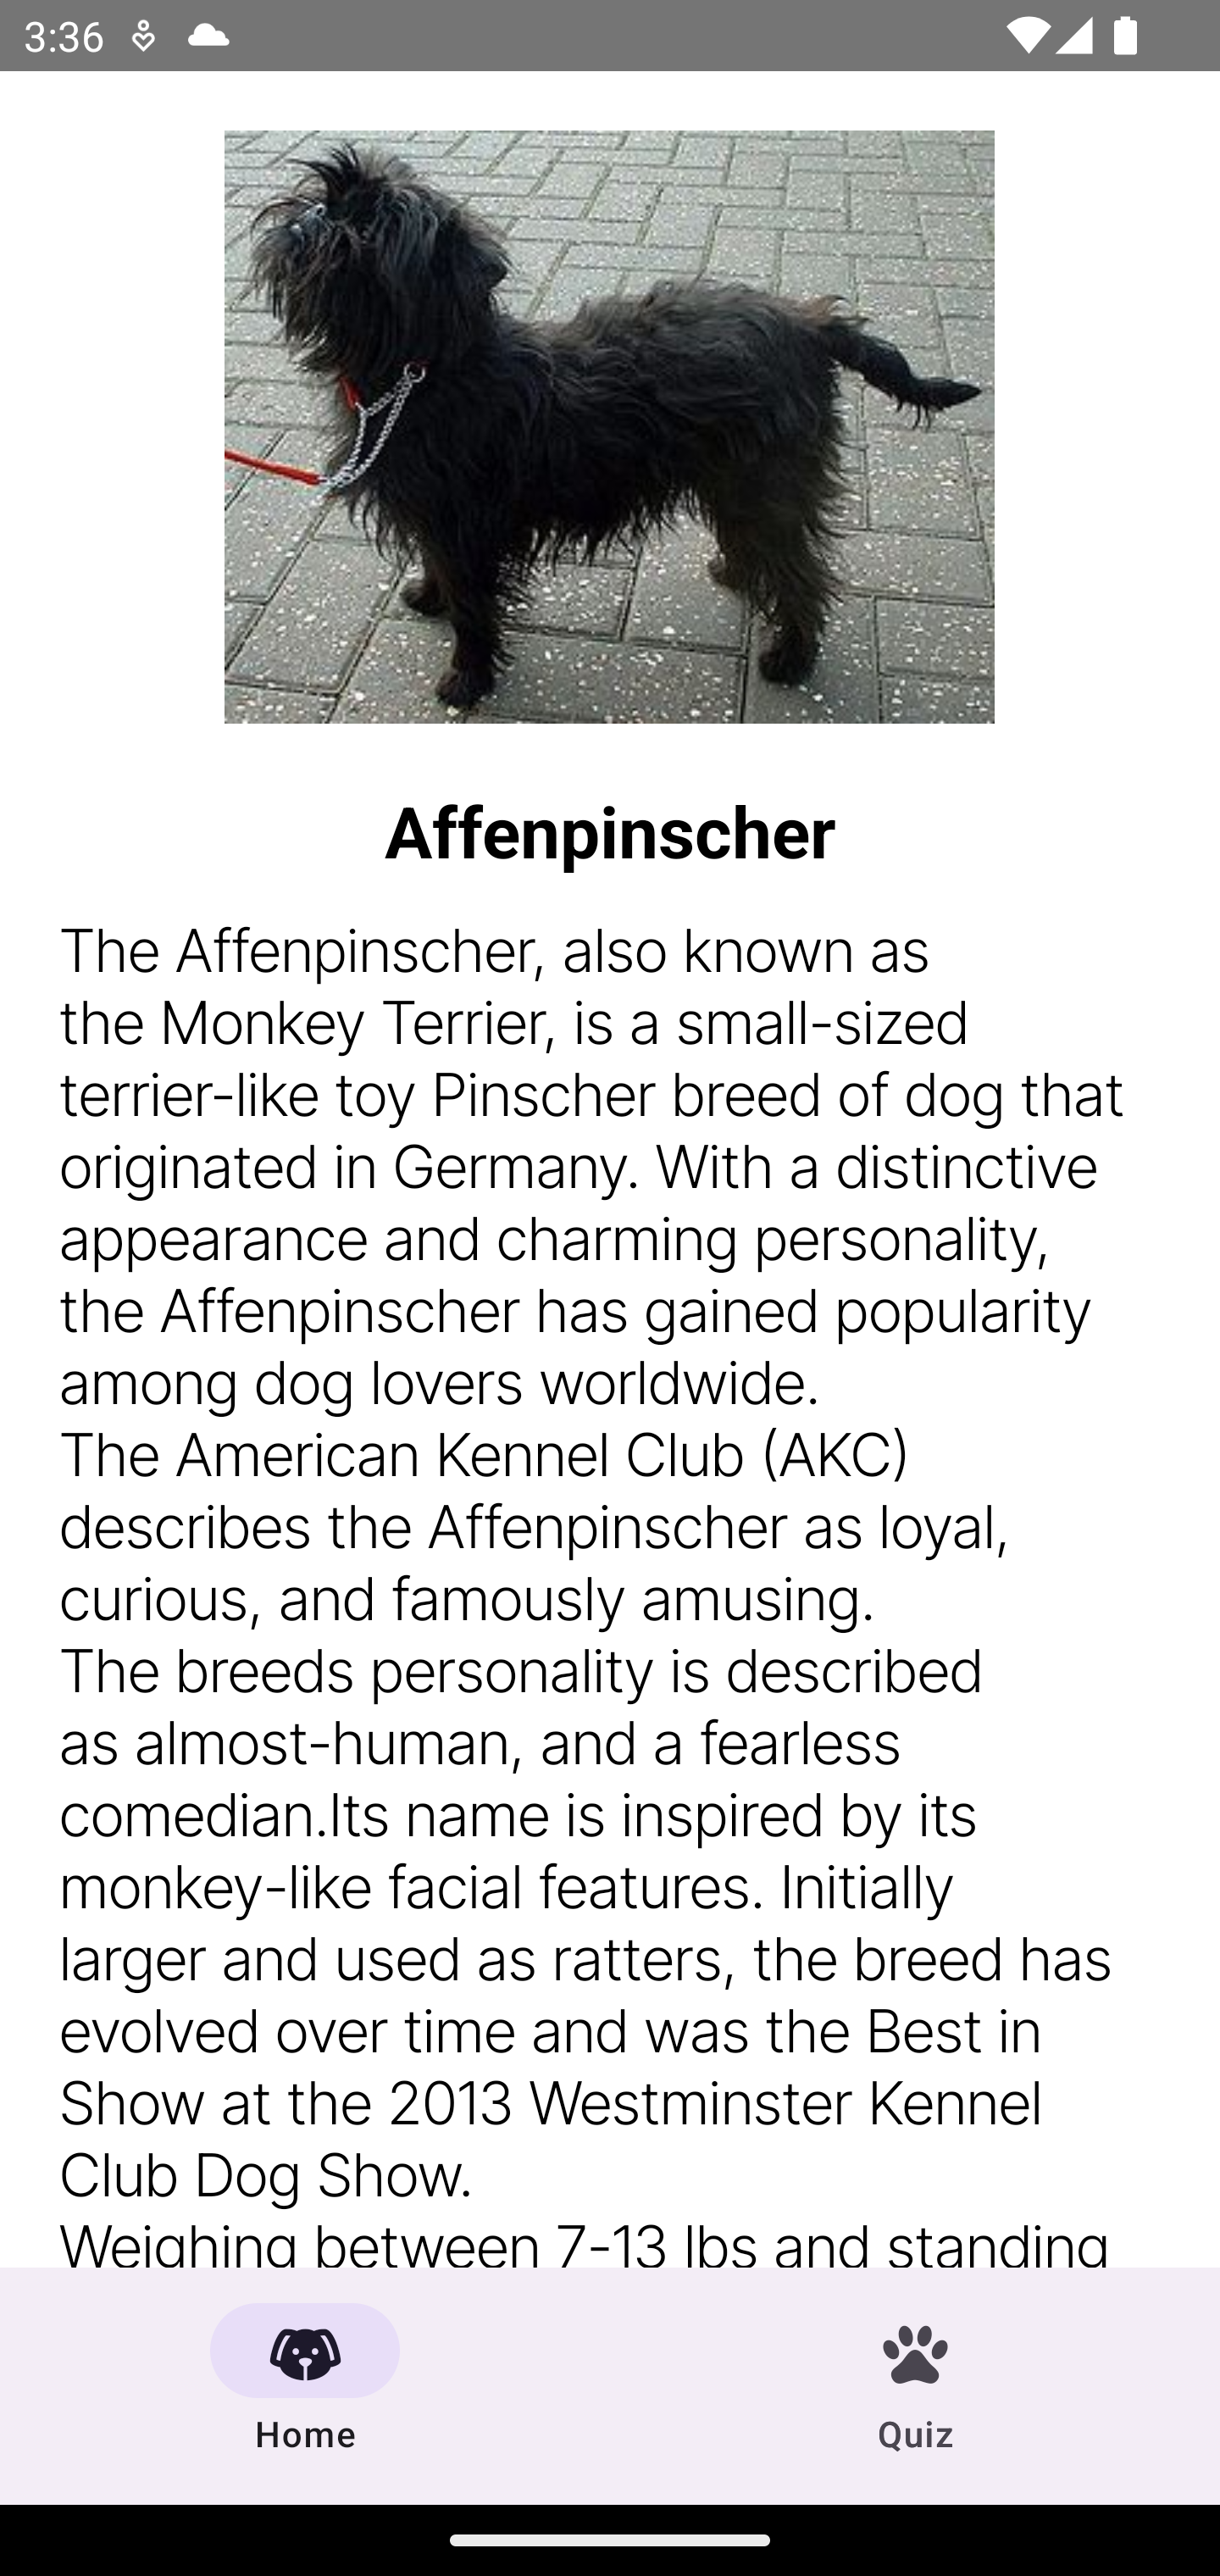 3:36
Affenpinscher
The Affenpinscher, also known as
the Monkey Terrier, is a small-sized
terrier-like toy Pinscher breed of dog that
originated in Germany. With a distinctive
appearance and charming personality,
the Affenpinscher has gained popularity
among dog lovers worldwide.
The American Kennel Club (AKC)
describes the Affenpinscher as loyal,
curious, and famously amusing.
The breeds personality is described
as almost-human, and a fearless
comedian.Its name is inspired by its
monkey-like facial features. Initially
larger and used as ratters, the breed has
evolved over time and was the Best in
Show at the 2013 Westminster Kennel
Club Dog Show.
Weighing between 7-13 lbs and standing
Home
Quiz